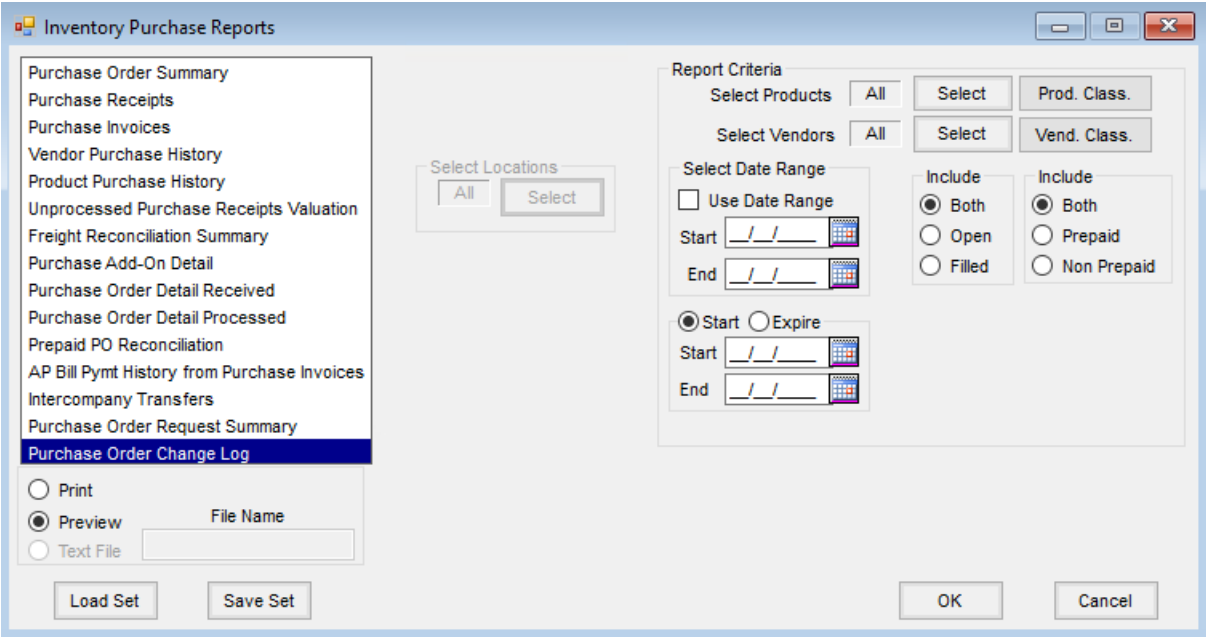 Inventory Purchase Reports
Purchase Order Summary
Purchase Receipts
Purchase Invoices
Vendor Purchase History
Product Purchase History
Unprocessed Purchase Receipts Valuation
Freight Reconciliation Summary
Purchase Add-On Detail
Purchase Order Detail Received
Purchase Order Detail Processed
Prepaid PO Reconciliation
AP Bill Pymt History from Purchase Invoices
Intercompany Transfers
Purchase Order Request Summary
Purchase Order Change Log
Print
Preview
File Name
Text File
Load Set
Save Set
Select Locations
All Select
Report Criteria
Select Products All Select Prod. Class.
Select Vendors All Select Vend. Class.
Select Date Range
Use Date Range
Start __/__/____
End __/__/____
Start Expire
Start __/__/____
End __/__/____
Include
Both
Open
Filled
Include
Both
Prepaid
Non Prepaid
OK
Cancel